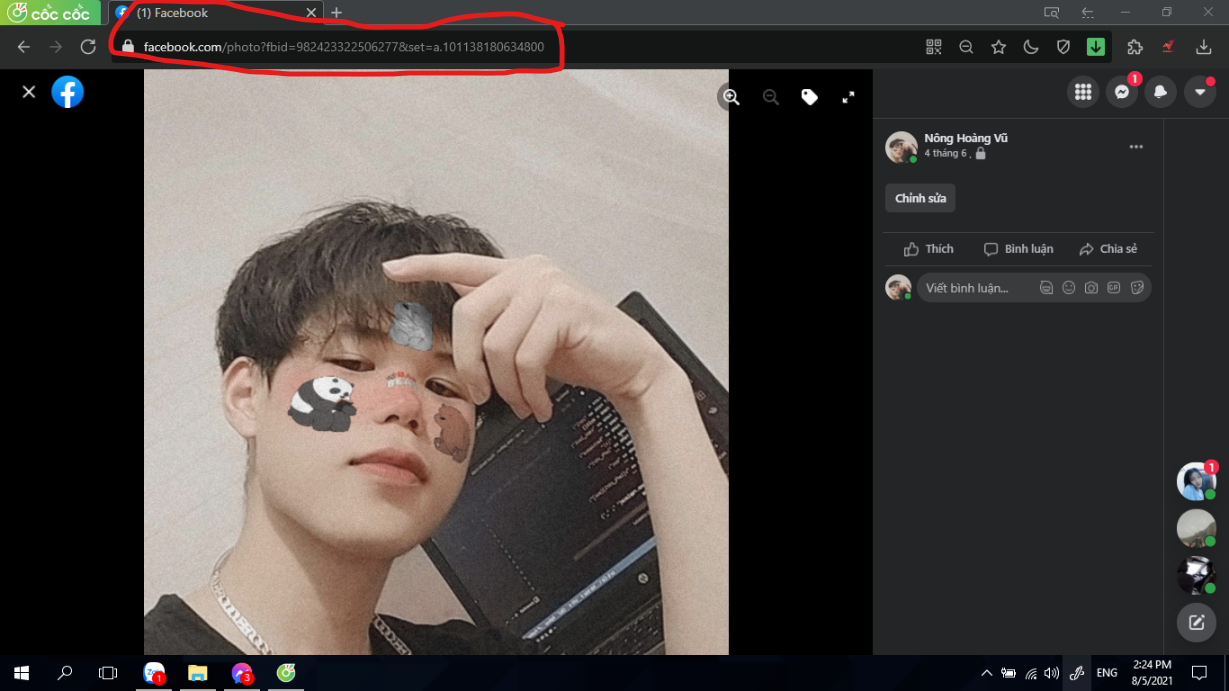 cốc cốc
(1) Facebook
facebook.com/photo?fbid=982423322506277&set=a.101138180634800
1
Nông Hoàng Vũ
4 tháng 6 ,
Chỉnh sửa
Thích
Bình luận
Chia sẻ
Viết bình luận...
GIF
1
1
3
ENG
2:24 PM
8/5/2021